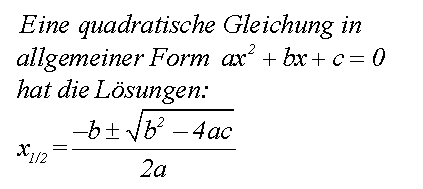 Eine quadratische Gleichung in
allgemeiner Form ax² + bx + c = 0
hat die Lösungen:
x₁/₂ = (–b ± √(b² – 4ac)) / 2a